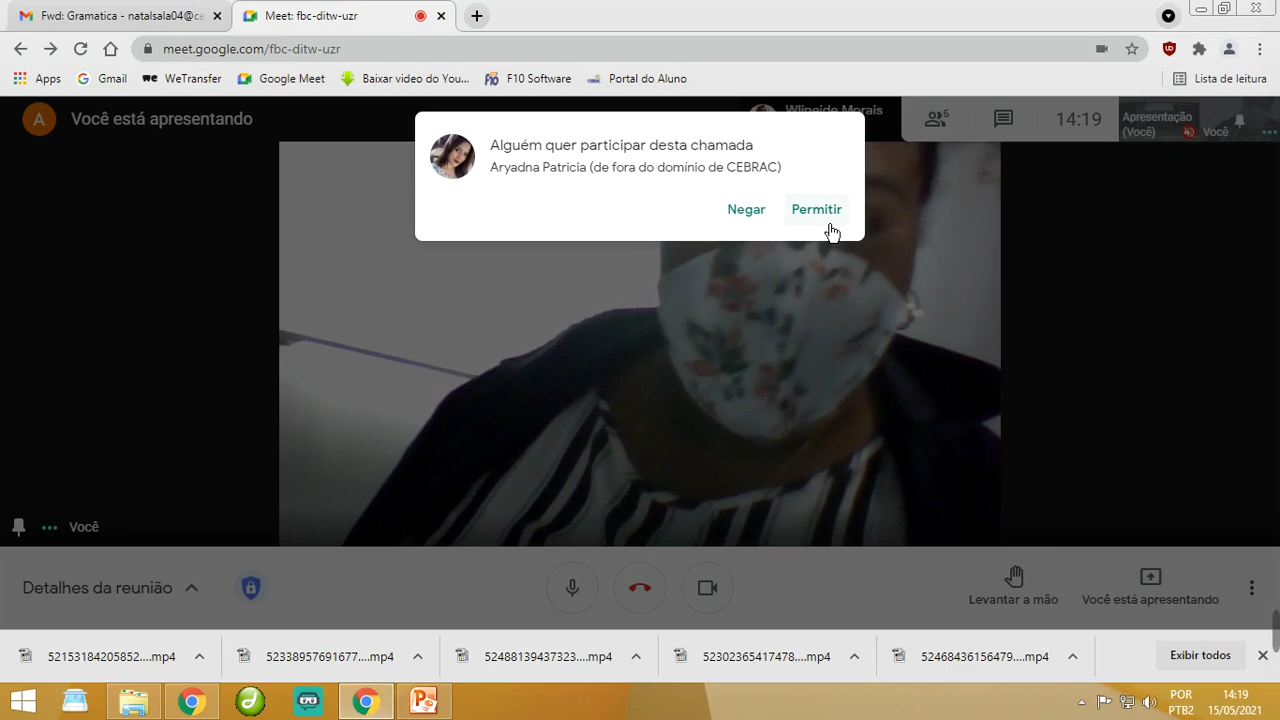 Fwd: Gramatica - natalsala04@ce
Meet: fbc-ditw-uzr
meet.google.com/fbc-ditw-uzr
Apps
Gmail
WeTransfer
Google Meet
Baixar video do You...
F10 Software
Portal do Aluno
Lista de leitura
A
Você está apresentando
Wlineide Morais
5
14:19
Apresentação
(Você)
Você
Alguém quer participar desta chamada
Aryadna Patricia (de fora do domínio de CEBRAC)
Negar
Permitir
Você
Detalhes da reunião
Levantar a mão
Você está apresentando
52153184205852....mp4
52338957691677....mp4
52488139437323....mp4
52302365417478....mp4
52468436156479....mp4
Exibir todos
POR
PTB2
14:19
15/05/2021